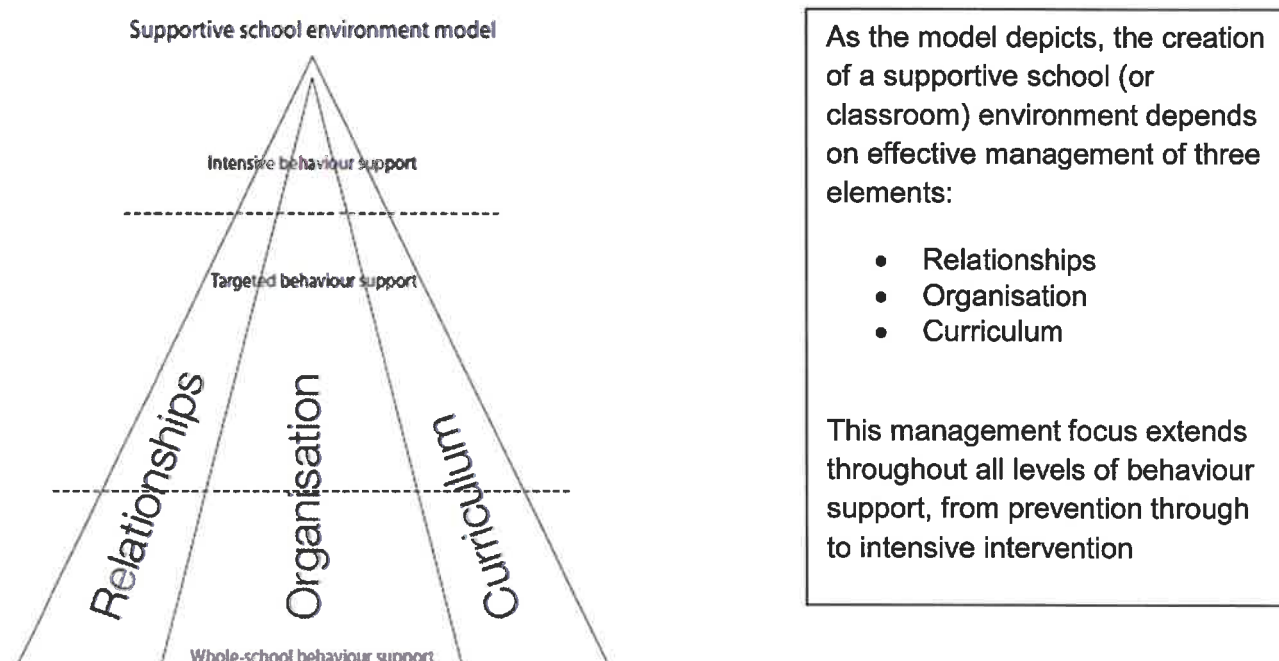 Supportive school environment model
Intensive behaviour support
Targeted behaviour support
Relationships
Organisation
Curriculum
Whole-school behaviour support
As the model depicts, the creation
of a supportive school (or
classroom) environment depends
on effective management of three
elements:
• Relationships
• Organisation
• Curriculum
This management focus extends
throughout all levels of behaviour
support, from prevention through
to intensive intervention